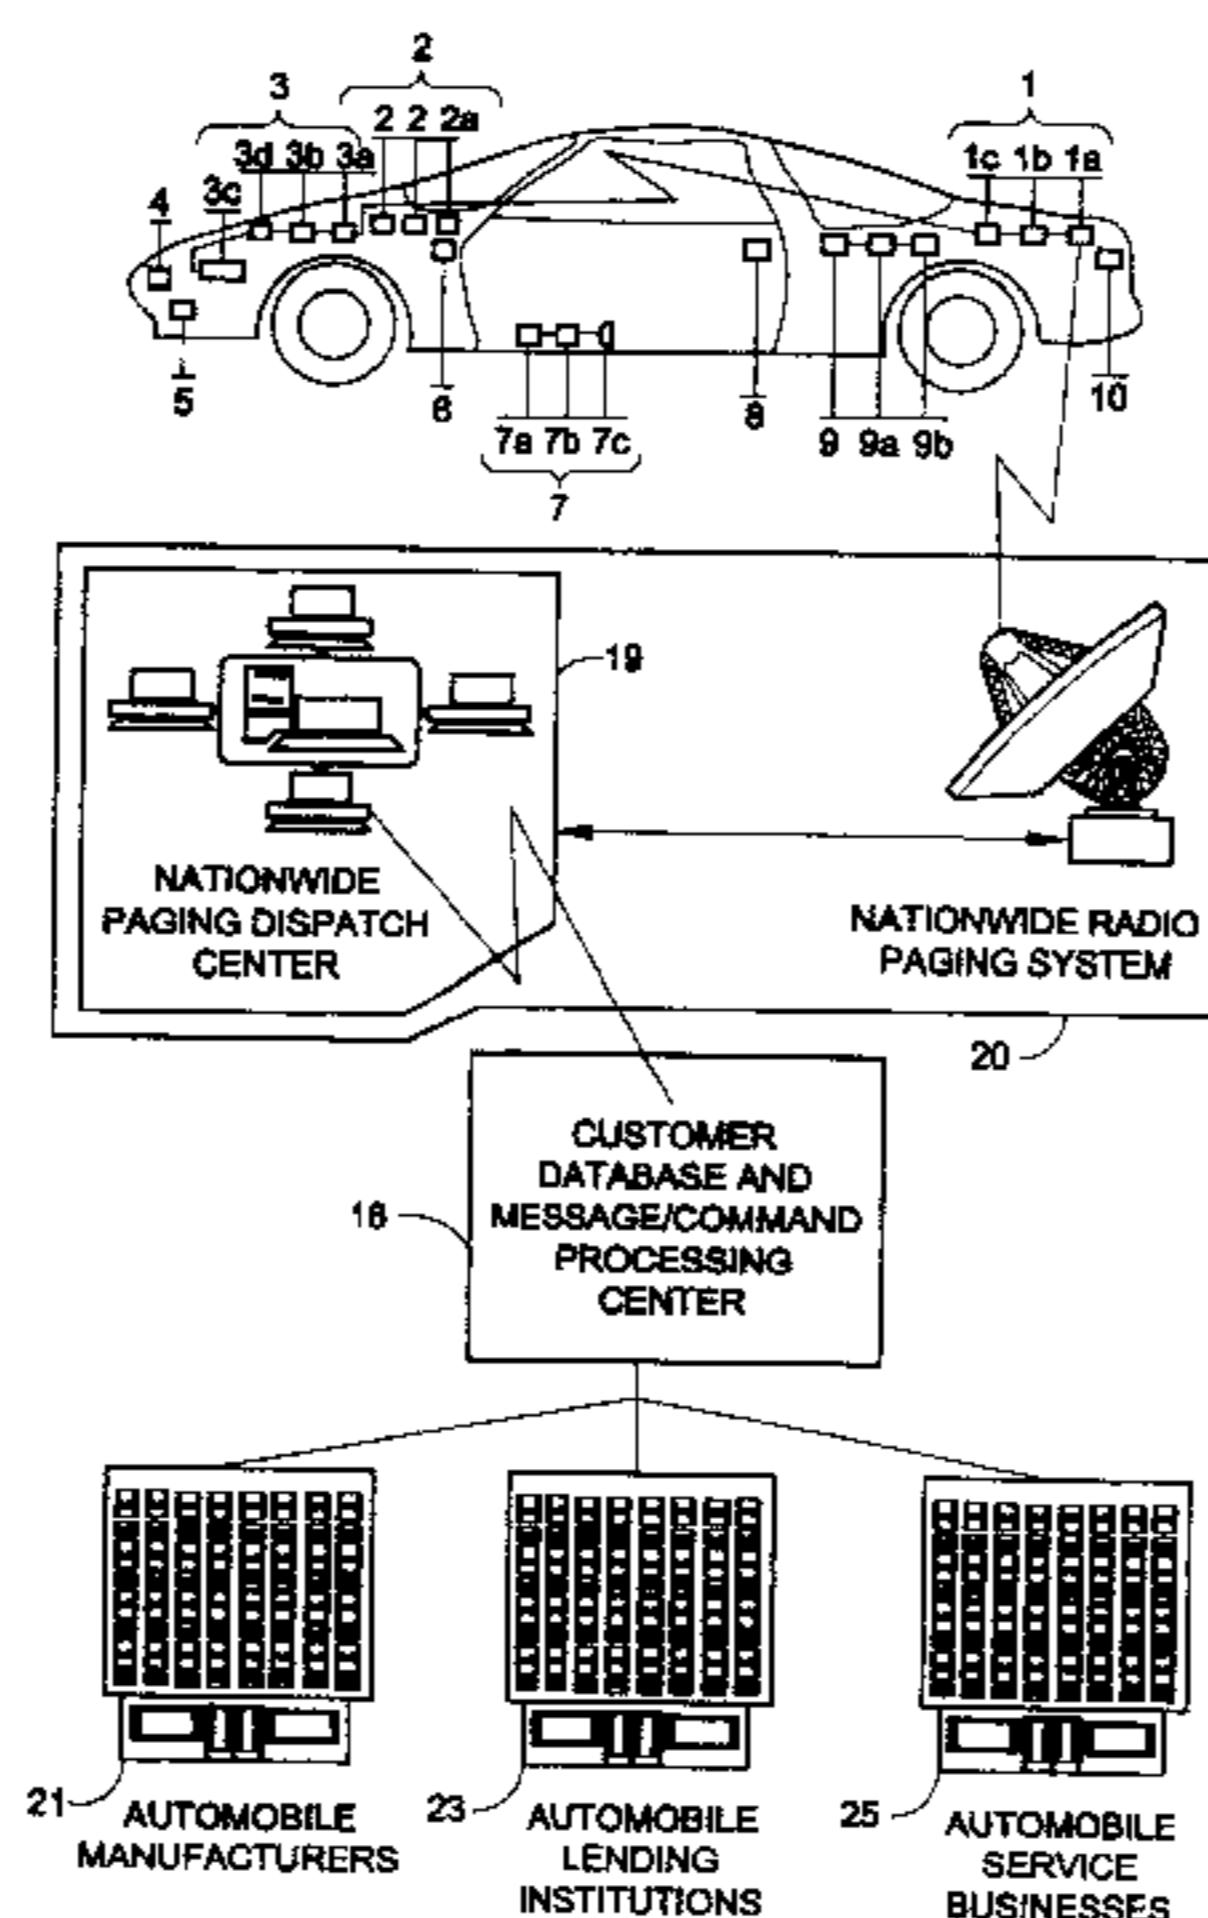 2
3
1
2 2 2a
3d 3b 3a
1c 1b 1a
4
3c
5
6
8
10
7a 7b 7c
9 9a 9b
7
19
NATIONWIDE
PAGING DISPATCH
CENTER
NATIONWIDE RADIO
PAGING SYSTEM
20
CUSTOMER
DATABASE AND
MESSAGE/COMMAND
PROCESSING
CENTER
18
21
AUTOMOBILE
MANUFACTURERS
23
AUTOMOBILE
LENDING
INSTITUTIONS
25
AUTOMOBILE
SERVICE
BUSINESSES